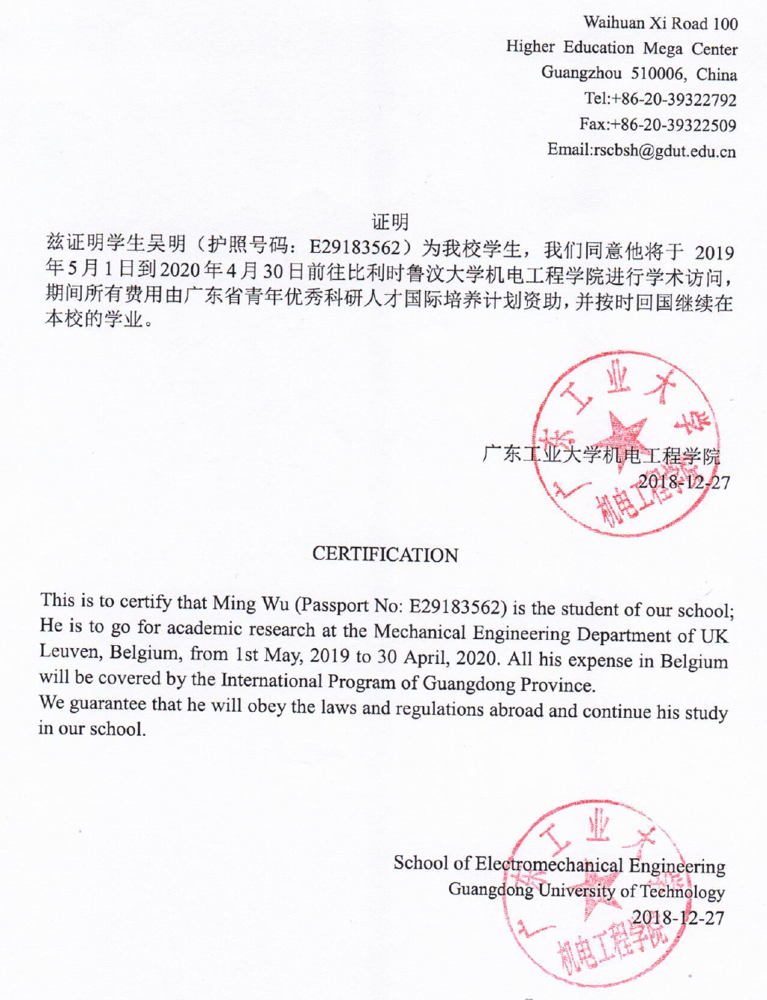 Waihuan Xi Road 100
Higher Education Mega Center
Guangzhou 510006, China
Tel:+86-20-39322792
Fax:+86-20-39322509
Email:rscbsh@gdut.edu.cn
证明
兹证明学生吴明（护照号码：E29183562）为我校学生，我们同意他将于 2019
年5月1日到2020年4月30日前往比利时鲁汶大学机电工程学院进行学术访问，
期间所有费用由广东省青年优秀科研人才国际培养计划资助，并按时回国继续在
本校的学业。
广东工业大学
广东工业大学机电工程学院
2018-12-27
机电工程学院
CERTIFICATION
This is to certify that Ming Wu (Passport No: E29183562) is the student of our school;
He is to go for academic research at the Mechanical Engineering Department of UK
Leuven, Belgium, from 1st May, 2019 to 30 April, 2020. All his expense in Belgium
will be covered by the International Program of Guangdong Province.
We guarantee that he will obey the laws and regulations abroad and continue his study
in our school.
广东工业大学
School of Electromechanical Engineering
Guangdong University of Technology
2018-12-27
机电工程学院